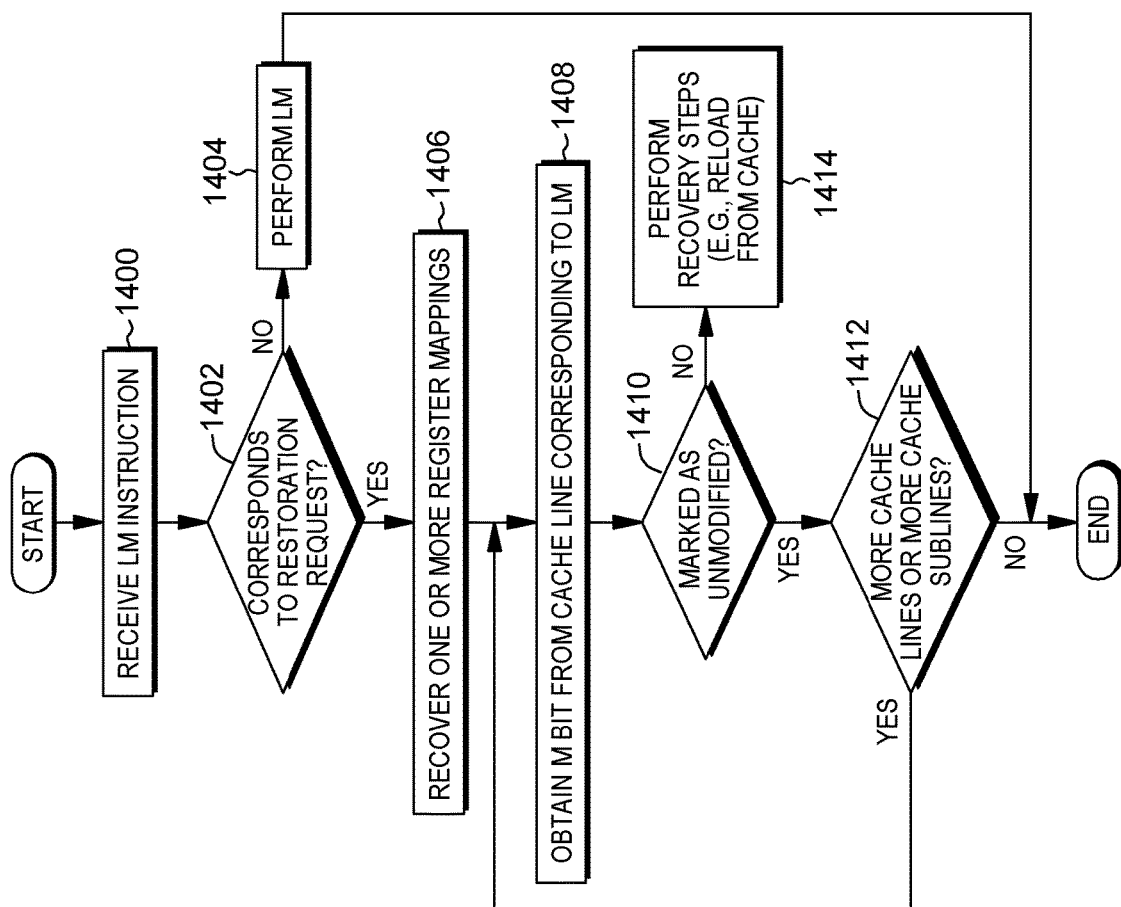 START
RECEIVE LM INSTRUCTION
1400
CORRESPONDS
TO RESTORATION
REQUEST?
1402
NO
PERFORM LM
1404
YES
RECOVER ONE OR MORE REGISTER MAPPINGS
1406
OBTAIN M BIT FROM CACHE LINE CORRESPONDING TO LM
1408
MARKED AS
UNMODIFIED?
1410
NO
PERFORM
RECOVERY STEPS
(E.G., RELOAD
FROM CACHE)
1414
YES
MORE CACHE
LINES OR MORE CACHE
SUBLINES?
1412
YES
NO
END